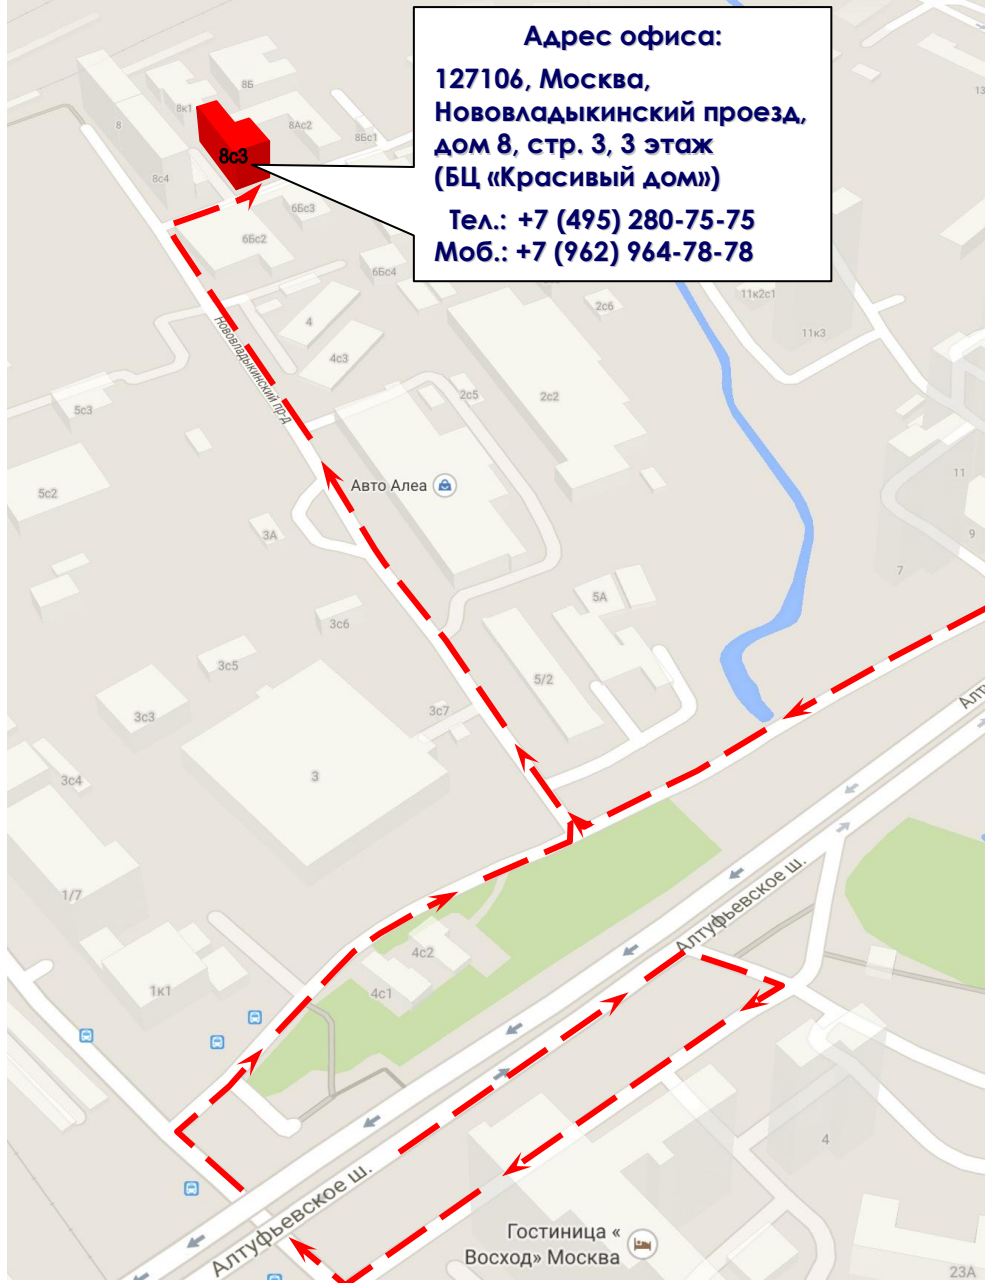 Адрес офиса:
127106, Москва,
Нововладыкинский проезд,
дом 8, стр. 3, 3 этаж
(БЦ «Красивый дом»)
Тел.: +7 (495) 280-75-75
Моб.: +7 (962) 964-78-78
8Б
8к1
8
8Ас2
8Бс1
8с3
8с4
6Бс3
6Бс2
6Бс4
11к2с1
2с6
4
11к3
4с3
Нововладыкинский пр-д
2с5
2с2
5с3
11
Авто Алеа
5с2
3А
9
7
5А
3с6
3с5
5/2
Алту
3с7
3с3
3
3с4
1/7
Алтуфьевское ш.
4с2
1к1
4с1
4
Алтуфьевское ш.
Гостиница «
Восход» Москва
23А